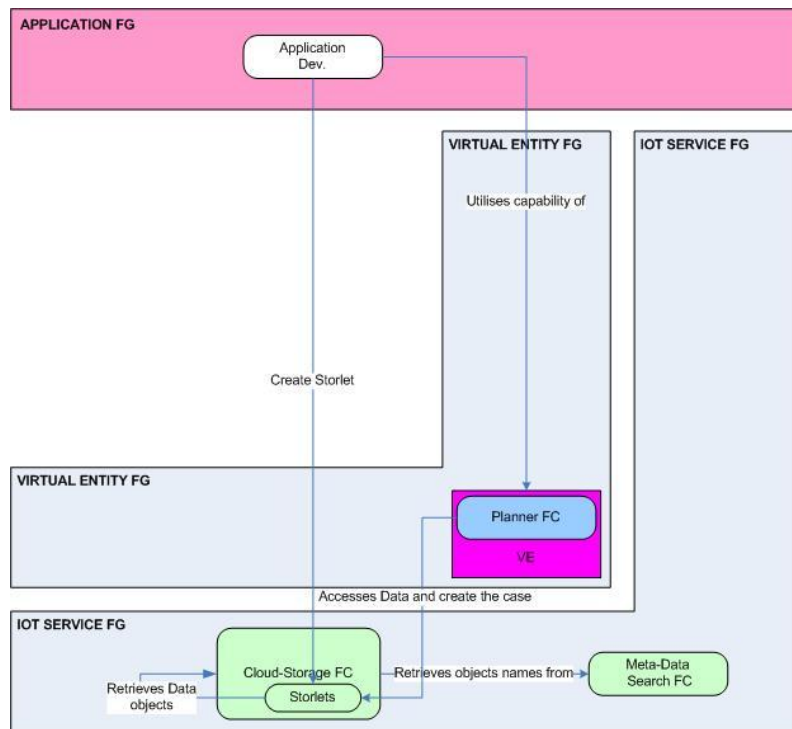 APPLICATION FG
Application
Dev.
VIRTUAL ENTITY FG
IOT SERVICE FG
Utilises capability of
Create Storlet
VIRTUAL ENTITY FG
Planner FC
VE
Accesses Data and create the case
IOT SERVICE FG
Cloud-Storage FC
Retrieves objects names from
Meta-Data
Search FC
Retrieves Data
objects
Storlets